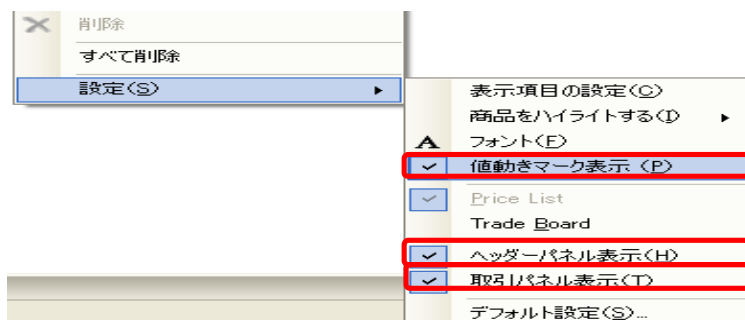 削除
すべて削除
設定(S)
表示項目の設定(C)
商品をハイライトする(I)
フォント(F)
値動きマーク表示 (P)
Price List
Trade Board
ヘッダーパネル表示(H)
取引パネル表示(T)
デフォルト設定(S)...